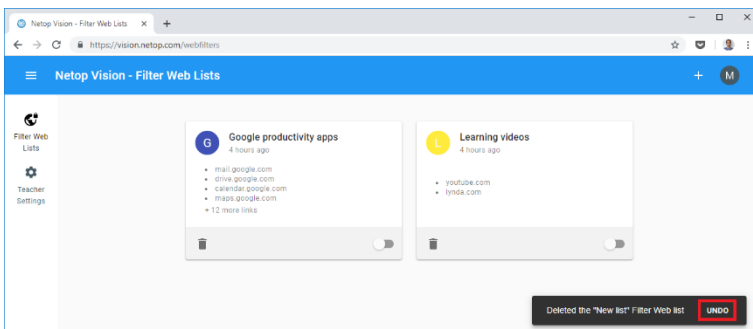 Netop Vision - Filter Web Lists
https://vision.netop.com/webfilters
Netop Vision - Filter Web Lists
M
Filter Web
Lists
Teacher
Settings
G
Google productivity apps
4 hours ago
mail.google.com
drive.google.com
calendar.google.com
maps.google.com
+ 12 more links
L
Learning videos
4 hours ago
youtube.com
lynda.com
Deleted the "New list" Filter Web list UNDO